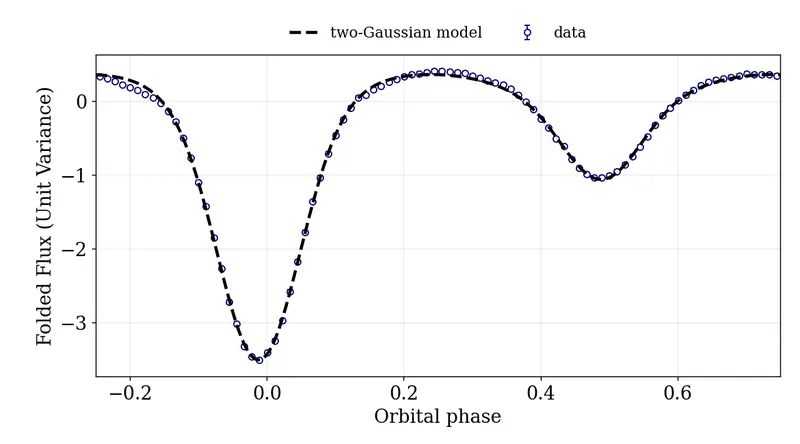 two-Gaussian model
data
0
−1
−2
−3
Folded Flux (Unit Variance)
−0.2
0.0
0.2
0.4
0.6
Orbital phase